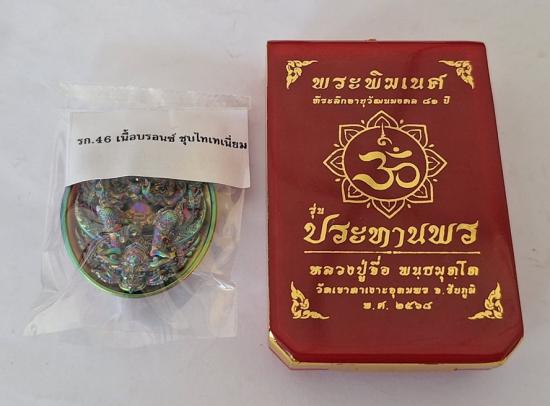 รก.46 เนื้อบรอนซ์ ชุบไทเทเนี่ยม
พระพิฆเนศ
ที่ระลึกอายุวัฒนมงคล ๘๑ ปี
ॐ
รุ่น
ประทานพร
หลวงปู่จื่อ พนฺธมุตฺโต
วัดเขาตาเงาะอุดมพร จ.ชัยภูมิ
พ.ศ. ๒๕๖๘